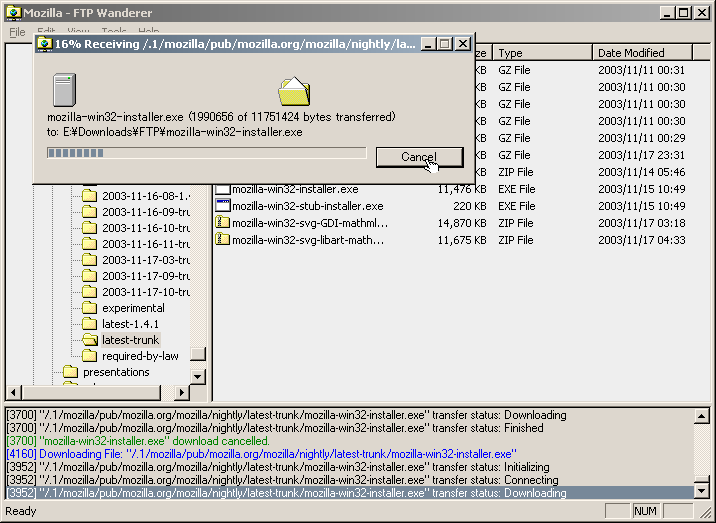 Mozilla - FTP Wanderer
File Edit View Tools Help
16% Receiving /.1/mozilla/pub/mozilla.org/mozilla/nightly/la...
mozilla-win32-installer.exe (1990656 of 11751424 bytes transferred)
to: E:¥Downloads¥FTP¥mozilla-win32-installer.exe
Cancel
Type Date Modified
KB GZ File 2003/11/11 00:31
KB GZ File 2003/11/11 00:30
KB GZ File 2003/11/11 00:30
KB GZ File 2003/11/11 00:30
KB GZ File 2003/11/11 00:29
KB GZ File 2003/11/17 23:31
KB ZIP File 2003/11/14 05:46
mozilla-win32-installer.exe 11,476 KB EXE File 2003/11/15 10:49
mozilla-win32-stub-installer.exe 220 KB EXE File 2003/11/15 10:49
mozilla-win32-svg-GDI-mathml... 14,870 KB ZIP File 2003/11/17 03:18
mozilla-win32-svg-libart-math... 11,675 KB ZIP File 2003/11/17 04:33
2003-11-16-08-1.
2003-11-16-09-tru
2003-11-16-10-tru
2003-11-16-11-tru
2003-11-17-03-tru
2003-11-17-09-tru
2003-11-17-10-tru
experimental
latest-1.4.1
latest-trunk
required-by-law
presentations
[3700] "/.1/mozilla/pub/mozilla.org/mozilla/nightly/latest-trunk/mozilla-win32-installer.exe" transfer status: Downloading
[3700] "/.1/mozilla/pub/mozilla.org/mozilla/nightly/latest-trunk/mozilla-win32-installer.exe" transfer status: Finished
[3700] "mozilla-win32-installer.exe" download cancelled.
[4160] Downloading File: "/.1/mozilla/pub/mozilla.org/mozilla/nightly/latest-trunk/mozilla-win32-installer.exe"
[3952] "/.1/mozilla/pub/mozilla.org/mozilla/nightly/latest-trunk/mozilla-win32-installer.exe" transfer status: Initializing
[3952] "/.1/mozilla/pub/mozilla.org/mozilla/nightly/latest-trunk/mozilla-win32-installer.exe" transfer status: Connecting
[3952] "/.1/mozilla/pub/mozilla.org/mozilla/nightly/latest-trunk/mozilla-win32-installer.exe" transfer status: Downloading
Ready NUM